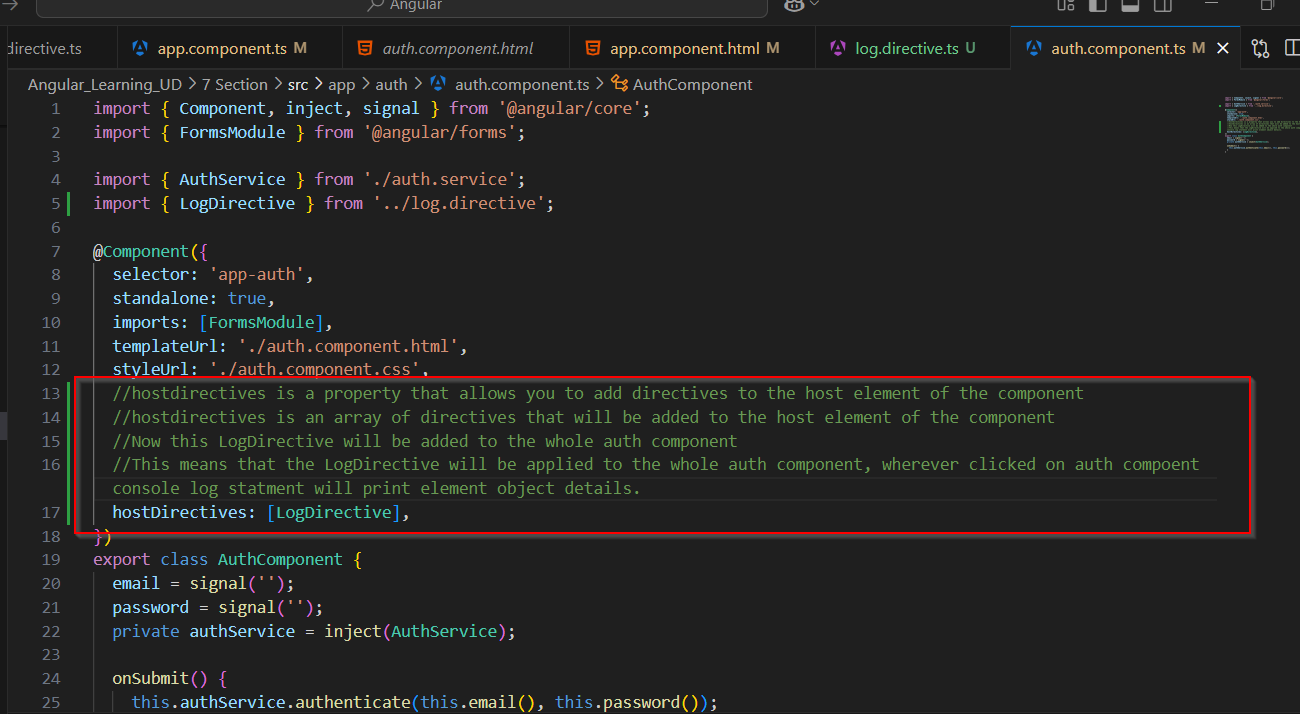 Angular
directive.ts
app.component.ts M
auth.component.html
app.component.html M
log.directive.ts U
auth.component.ts M
Angular_Learning_UD > 7 Section > src > app > auth > auth.component.ts > AuthComponent
1 import { Component, inject, signal } from '@angular/core';
2 import { FormsModule } from '@angular/forms';
3
4 import { AuthService } from './auth.service';
5 import { LogDirective } from '../log.directive';
6
7 @Component({
8 selector: 'app-auth',
9 standalone: true,
10 imports: [FormsModule],
11 templateUrl: './auth.component.html',
12 styleUrl: './auth.component.css',
13 //hostdirectives is a property that allows you to add directives to the host element of the component
14 //hostdirectives is an array of directives that will be added to the host element of the component
15 //Now this LogDirective will be added to the whole auth component
16 //This means that the LogDirective will be applied to the whole auth component, wherever clicked on auth compoent
console log statment will print element object details.
17 hostDirectives: [LogDirective],
18 })
19 export class AuthComponent {
20 email = signal('');
21 password = signal('');
22 private authService = inject(AuthService);
23
24 onSubmit() {
25 this.authService.authenticate(this.email(), this.password());